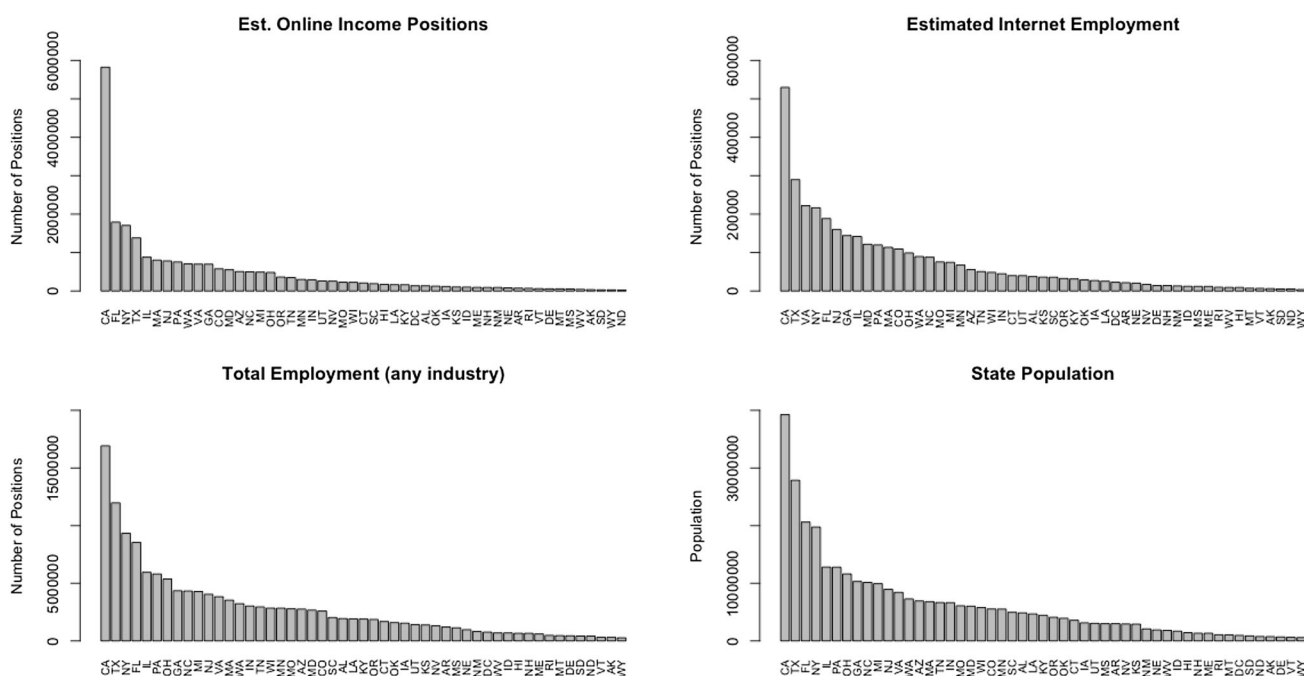 Est. Online Income Positions
Number of Positions
6000000
4000000
2000000
0
CA FL NY TX IL MA NJ PA WA VA GA CO MD AZ NC MI OH OR TN MN IN UT NV MO WI CT SC HI LA KY DC AL OK IA KS ID ME NH NM NE AR RI VT DE MT MS WV AK SD WY ND
Estimated Internet Employment
Number of Positions
600000
400000
200000
0
CA TX VA NY FL NJ GA IL MD PA MA CO OH WA NC MO MI MN AZ TN WI IN CT UT AL KS SC OR KY OK IA LA DC AR NE NV DE NH NM ID MS ME RI WV HI MT VT AK SD ND WY
Total Employment (any industry)
Number of Positions
15000000
5000000
0
CA TX NY FL IL PA OH GA NC MI NJ VA MA WA IN TN WI MN MO AZ MD CO SC AL LA KY OR CT OK IA UT KS NV AR MS NE NM DC WV ID HI NH ME RI MT DE SD ND VT AK WY
State Population
Population
30000000
10000000
0
CA TX FL NY IL PA OH GA NC MI NJ VA WA AZ MA TN IN MO MD WI CO MN SC AL LA KY OR OK CT IA UT MS AR NV KS NM NE WV ID HI NH ME RI MT DC SD ND AK DE VT WY